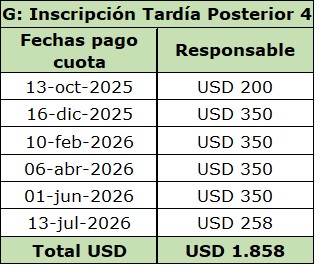 G: Inscripción Tardía Posterior 4
Fechas pago cuota Responsable
13-oct-2025 USD 200
16-dic-2025 USD 350
10-feb-2026 USD 350
06-abr-2026 USD 350
01-jun-2026 USD 350
13-jul-2026 USD 258
Total USD USD 1.858